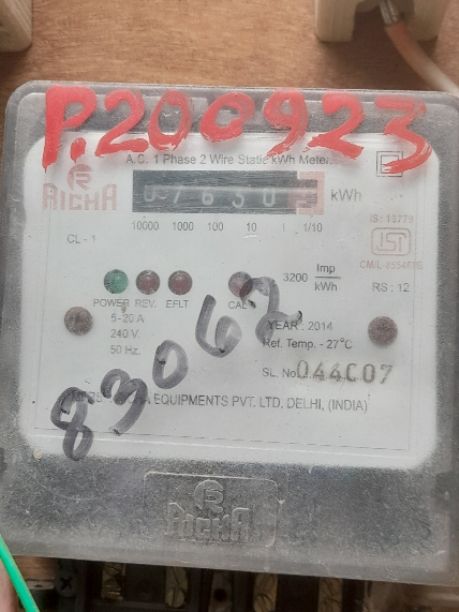 P.200923
A.C. 1 Phase 2 Wire Static kWh Meter
RICHA
07630 kWh
10000 1000 100 10 1 1/10
IS: 13779
CL - 1
ISI
3200 Imp/kWh
RS : 12
POWER REV. EFLT CAL
5-20 A
240 V.
50 Hz.
YEAR : 2014
Ref. Temp. - 27°C
SL. No. 044C07
83062
EQUIPMENTS PVT. LTD, DELHI, (INDIA)
RICHA